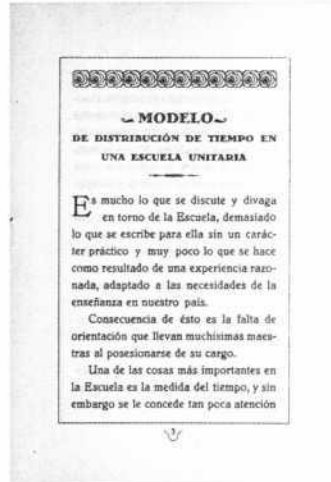 MODELO
DE DISTRIBUCIÓN DE TIEMPO EN
UNA ESCUELA UNITARIA
Es mucho lo que se discute y divaga
en torno de la Escuela, demasiado
lo que se escribe para ella sin un carác-
ter práctico y muy poco lo que se hace
como resultado de una experiencia razo-
nada, adaptado a las necesidades de la
enseñanza en nuestro país.
Consecuencia de ésto es la falta de
orientación que llevan muchísimas maes-
tras al posesionarse de su cargo.
Una de las cosas más importantes en
la Escuela es la medida del tiempo, y sin
embargo se le concede tan poca atención
3